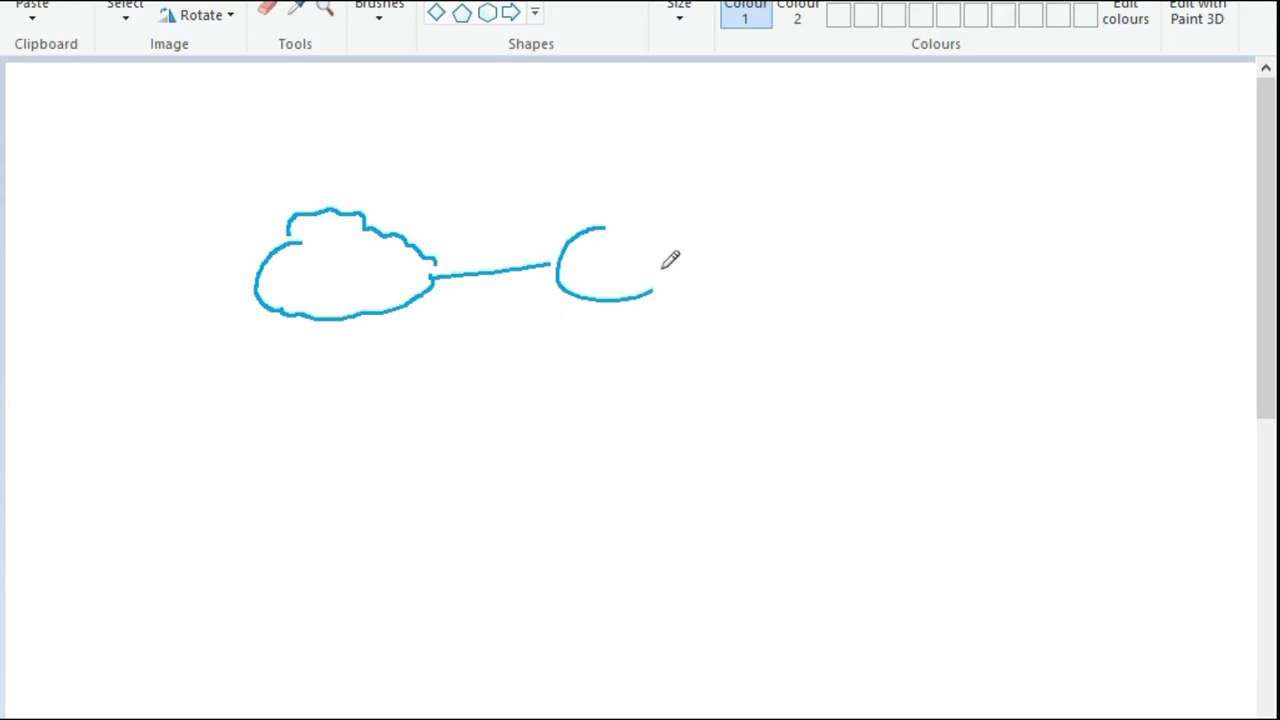 Paste Select Brushes Size Colour Colour Edit Edit with
Rotate 1 2 colours Paint 3D
Clipboard Image Tools Shapes Colours